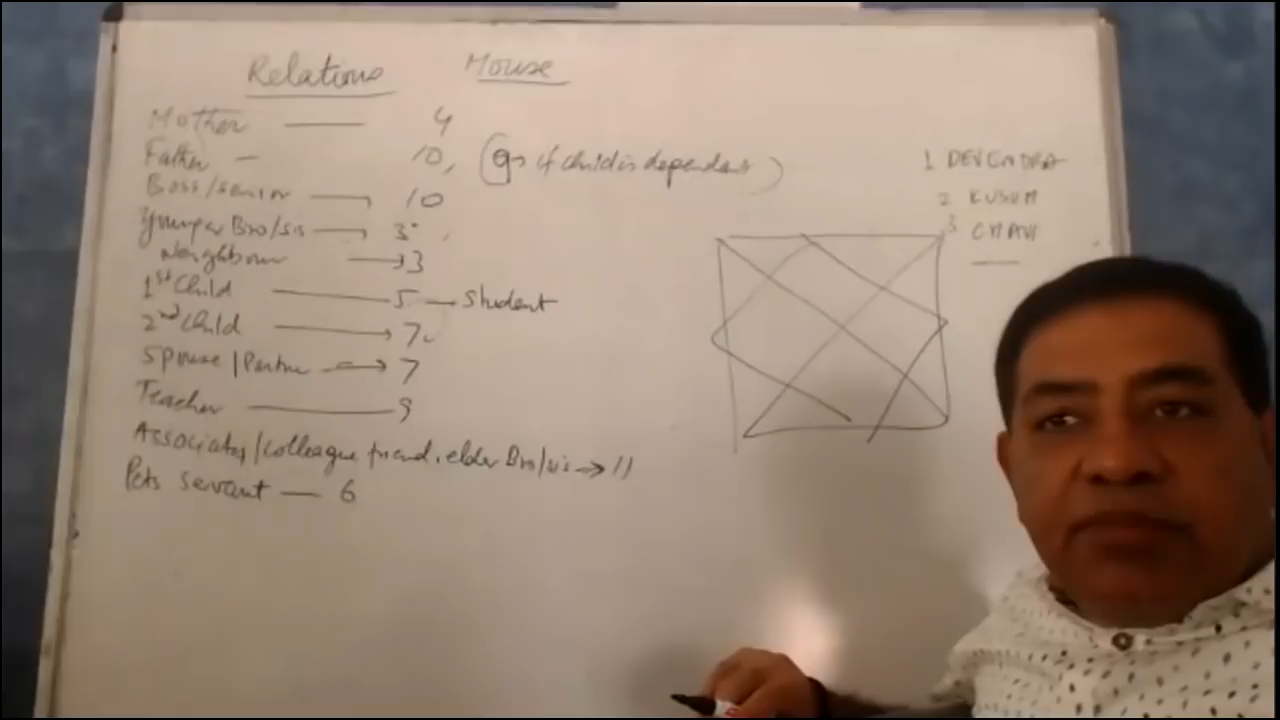 Relations House
Mother — 4
Father – 10, (9 → if child is dependent)
Boss/senior → 10
Younger Bro/sis → 3
Neighbour → 3
1st Child — 5 — Student
2nd Child → 7
Spouse/Partner → 7
Teacher — 9
Associates/Colleague friend, elder Bro/sis → 11
Pets servant — 6
1 DEVENDRA
2 KUSUM
3